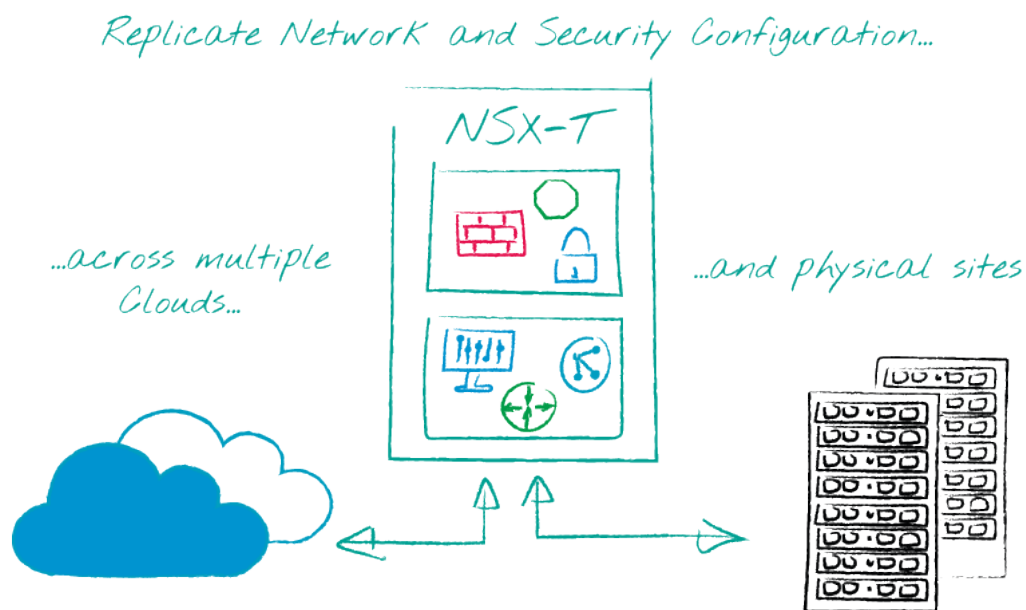 Replicate Network and Security Configuration...
NSX-T
...across multiple
Clouds...
...and physical sites